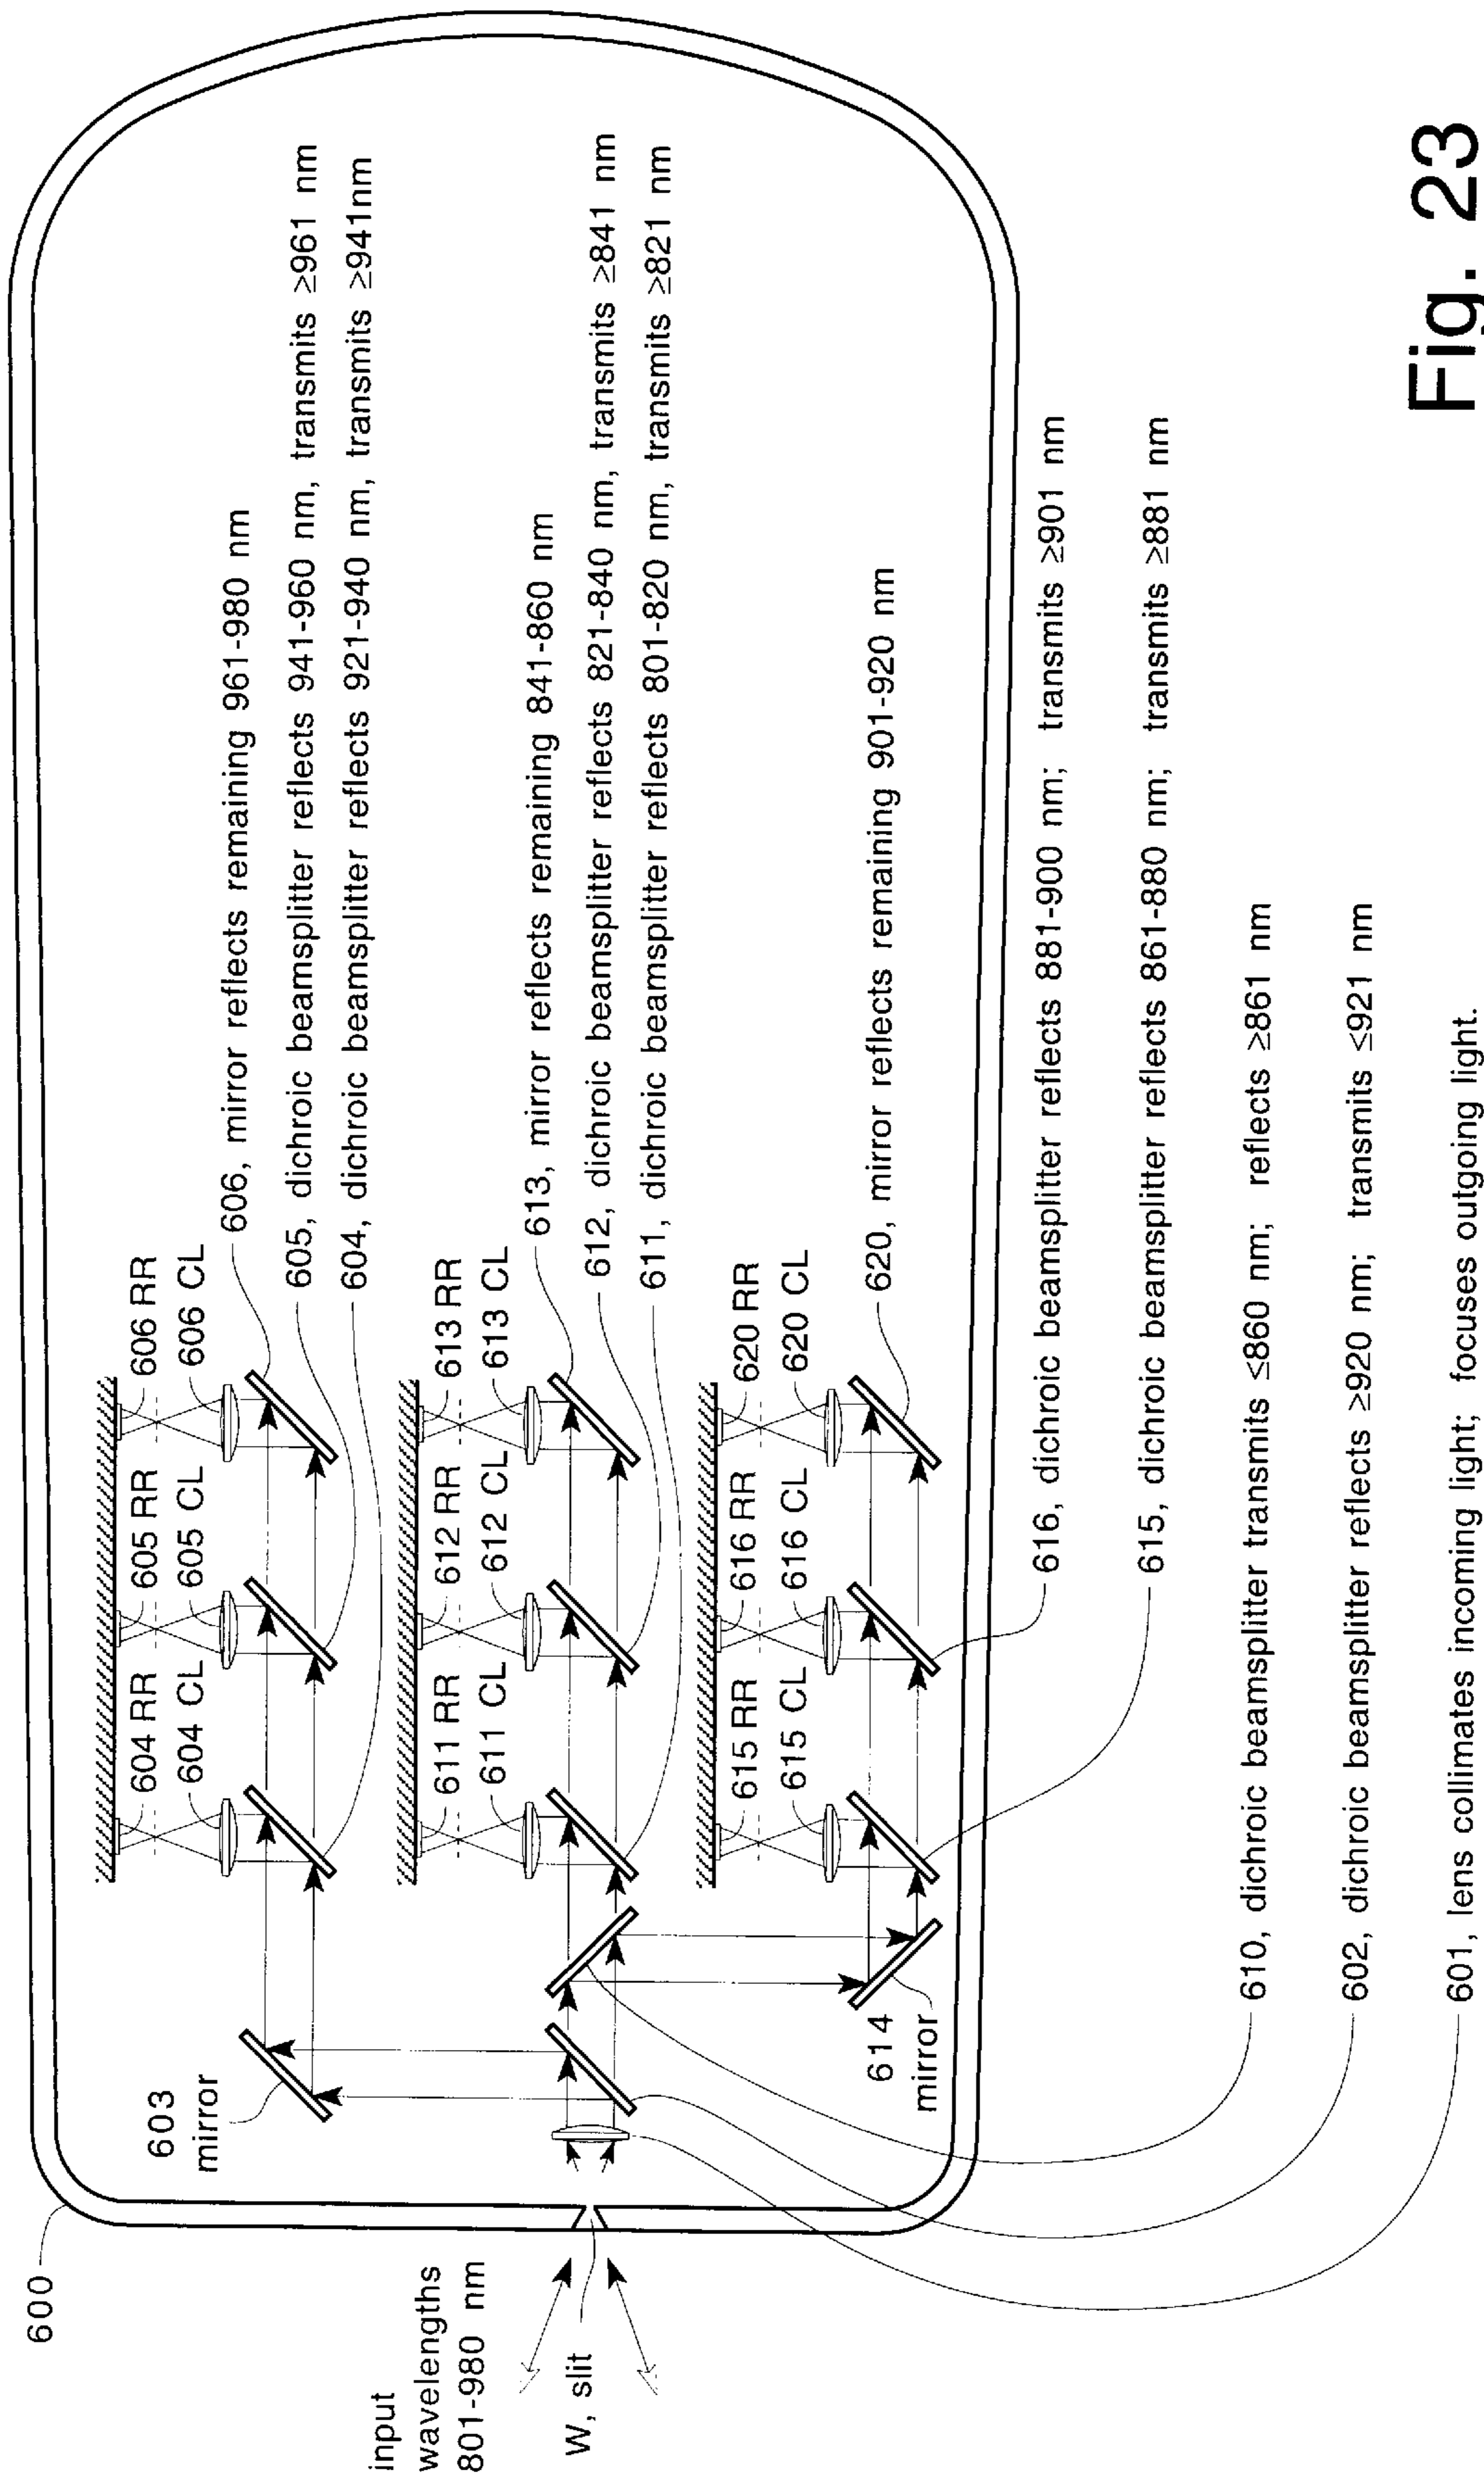 600
input
wavelengths
801-980 nm
W, slit
603
mirror
604 RR
605 RR
606 RR
604 CL
605 CL
606 CL
606, mirror reflects remaining 961-980 nm
605, dichroic beamsplitter reflects 941-960 nm, transmits ≥961 nm
604, dichroic beamsplitter reflects 921-940 nm, transmits ≥941nm
611 RR
612 RR
613 RR
611 CL
612 CL
613 CL
613, mirror reflects remaining 841-860 nm
612, dichroic beamsplitter reflects 821-840 nm, transmits ≥841 nm
611, dichroic beamsplitter reflects 801-820 nm, transmits ≥821 nm
615 RR
616 RR
620 RR
615 CL
616 CL
620 CL
614
mirror
620, mirror reflects remaining 901-920 nm
616, dichroic beamsplitter reflects 881-900 nm; transmits ≥901 nm
615, dichroic beamsplitter reflects 861-880 nm; transmits ≥881 nm
610, dichroic beamsplitter transmits ≤860 nm; reflects ≥861 nm
602, dichroic beamsplitter reflects ≥920 nm; transmits ≤921 nm
601, lens collimates incoming light; focuses outgoing light.
Fig. 23